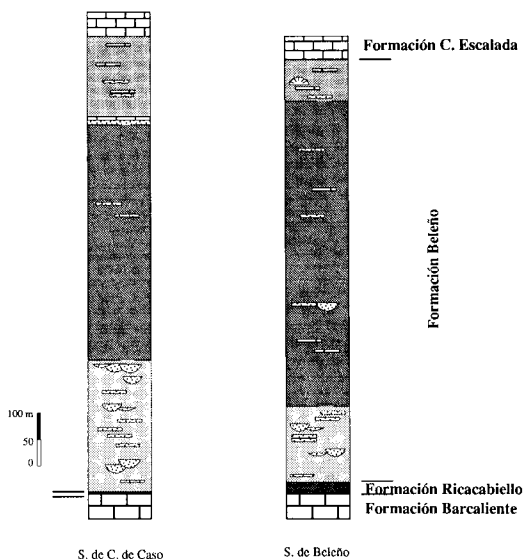 Formación C. Escalada
Formación Beleño
100 m
50
0
Formación Ricacabiello
Formación Barcaliente
S. de C. de Caso
S. de Beleño